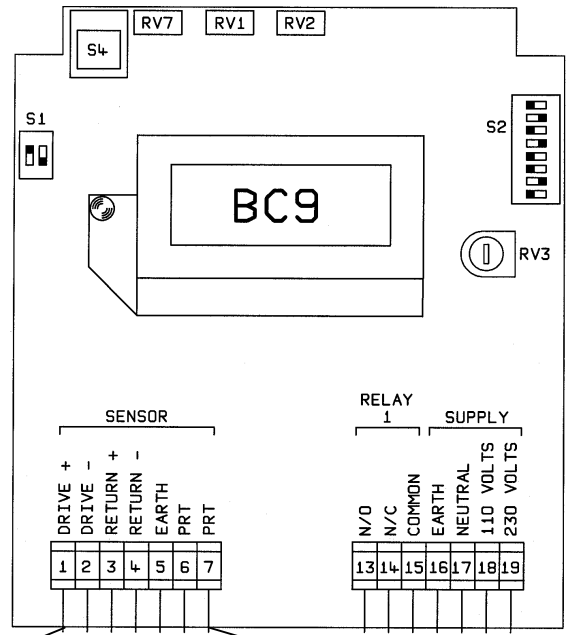 RV7 RV1 RV2
S4
S1
S2
BC9
RV3
SENSOR
RELAY
1
SUPPLY
DRIVE +
DRIVE -
RETURN +
RETURN -
EARTH
PRT
PRT
N/O
N/C
COMMON
EARTH
NEUTRAL
110 VOLTS
230 VOLTS
1 2 3 4 5 6 7
13 14 15 16 17 18 19